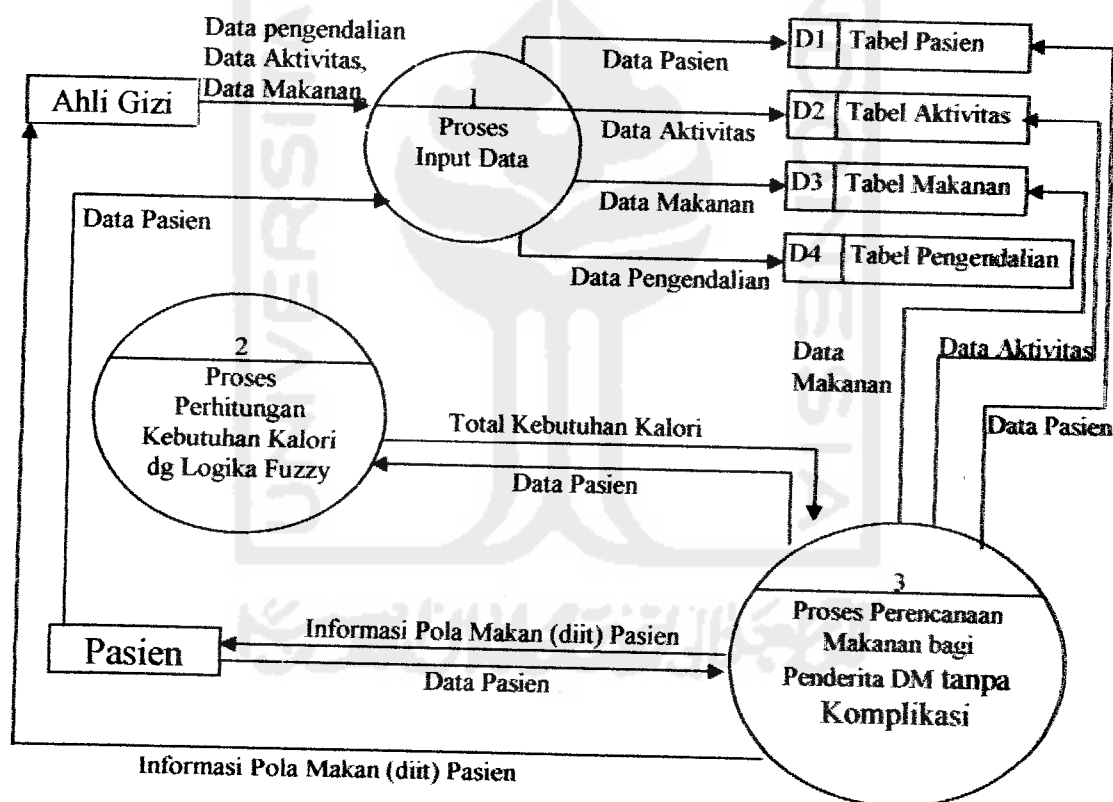 Data pengendalian
Data Aktivitas,
Data Makanan,
Ahli Gizi
1
Proses
Input Data
Data Pasien
D1 Tabel Pasien
Data Aktivitas
D2 Tabel Aktivitas
Data Makanan
D3 Tabel Makanan
Data Pengendalian
D4 Tabel Pengendalian
Data Pasien
2
Proses
Perhitungan
Kebutuhan Kalori
dg Logika Fuzzy
Data
Makanan
Data Aktivitas
Data Pasien
Total Kebutuhan Kalori
Data Pasien
3
Proses Perencanaan
Makanan bagi
Penderita DM tanpa
Komplikasi
Pasien
Informasi Pola Makan (diit) Pasien
Data Pasien
Informasi Pola Makan (diit) Pasien
UNIVERSIT
DONESIA